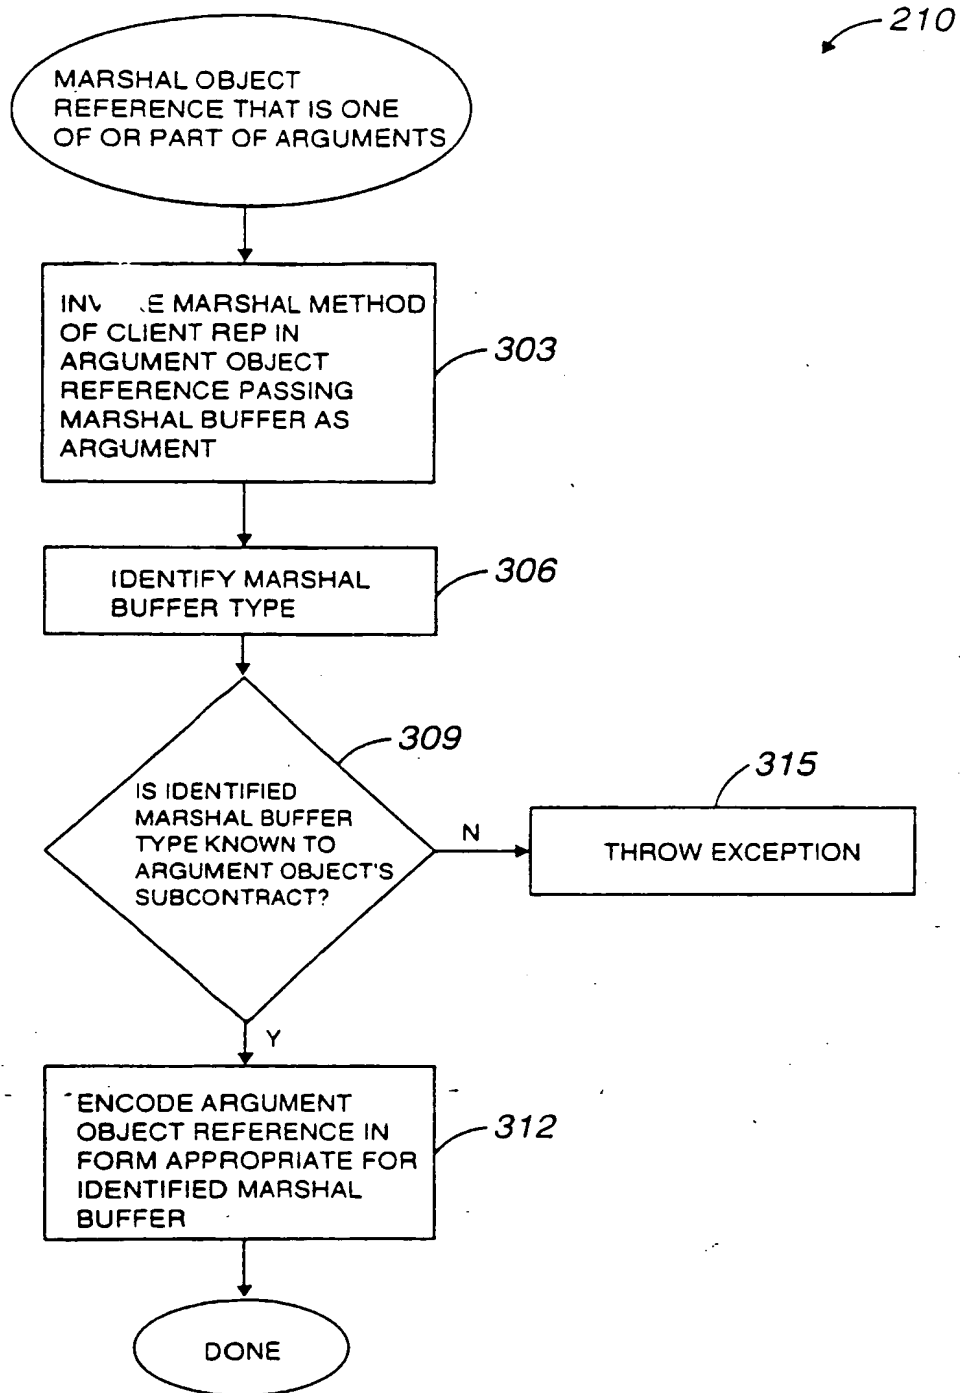 210
MARSHAL OBJECT
REFERENCE THAT IS ONE
OF OR PART OF ARGUMENTS
MARSHAL METHOD
OF CLIENT REP IN
ARGUMENT OBJECT
REFERENCE PASSING
MARSHAL BUFFER AS
ARGUMENT
303
IDENTIFY MARSHAL
BUFFER TYPE
306
309
IS IDENTIFIED
MARSHAL BUFFER
TYPE KNOWN TO
ARGUMENT OBJECT'S
SUBCONTRACT?
N
315
THROW EXCEPTION
Y
ENCODE ARGUMENT
OBJECT REFERENCE IN
FORM APPROPRIATE FOR
IDENTIFIED MARSHAL
BUFFER
312
DONE